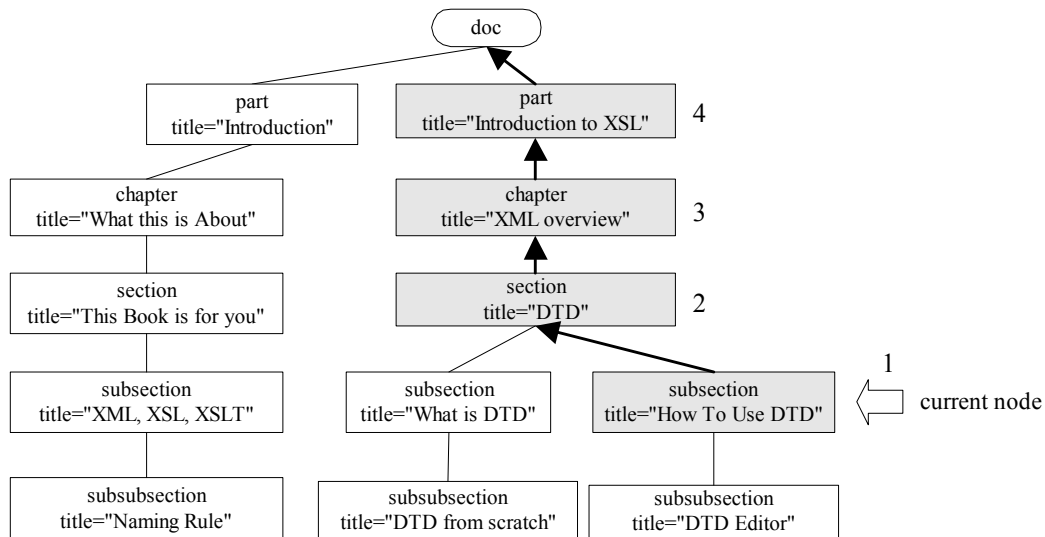 doc
part
title="Introduction"
part
title="Introduction to XSL"
4
chapter
title="What this is About"
chapter
title="XML overview"
3
section
title="This Book is for you"
section
title="DTD"
2
subsection
title="XML, XSL, XSLT"
subsection
title="What is DTD"
subsection
title="How To Use DTD"
1
current node
subsubsection
title="Naming Rule"
subsubsection
title="DTD from scratch"
subsubsection
title="DTD Editor"